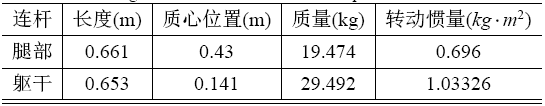 连杆 长度(m) 质心位置(m) 质量(kg) 转动惯量(kg·m²)
腿部 0.661 0.43 19.474 0.696
躯干 0.653 0.141 29.492 1.03326